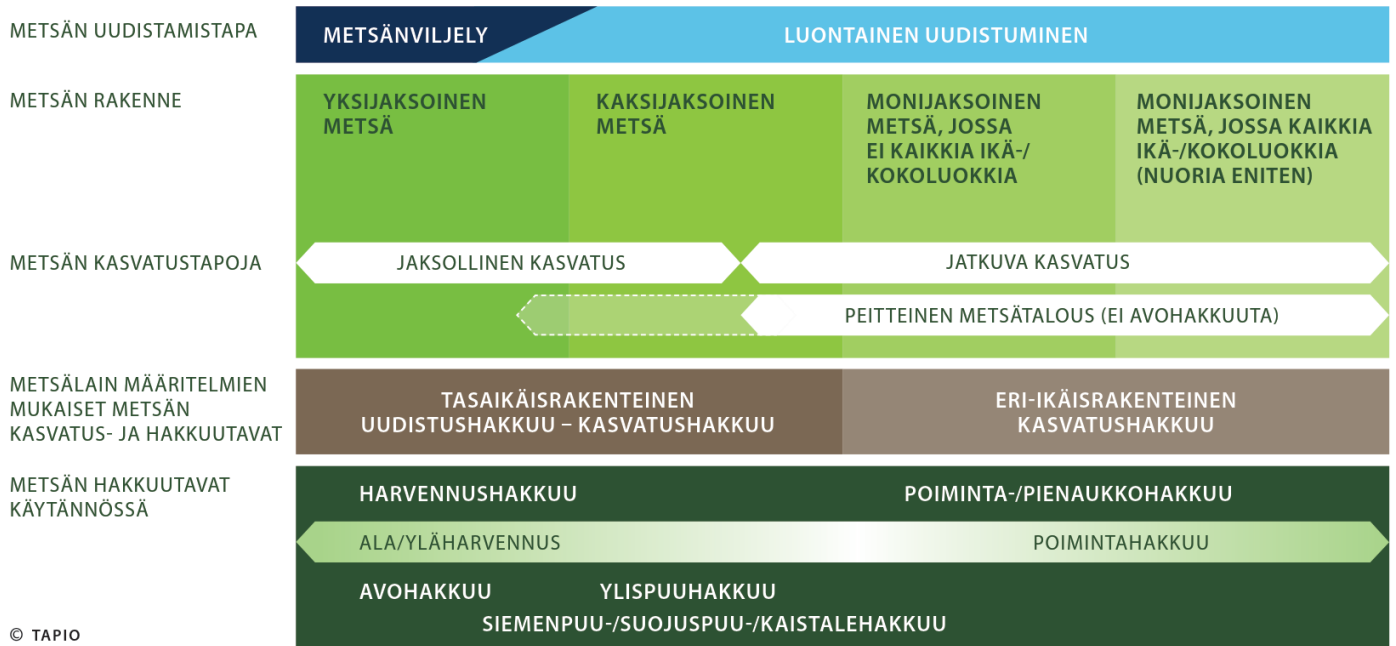 METSÄN UUDISTAMISTAPA
METSÄNVILJELY
LUONTAINEN UUDISTUMINEN
METSÄN RAKENNE
YKSIJAKSOINEN
METSÄ
KAKSIJAKSOINEN
METSÄ
MONIJAKSOINEN
METSÄ, JOSSA
EI KAIKKIA IKÄ-/
KOKOLUOKKIA
MONIJAKSOINEN
METSÄ, JOSSA KAIKKIA
IKÄ-/KOKOLUOKKIA
(NUORIA ENITEN)
METSÄN KASVATUSTAPOJA
JAKSOLLINEN KASVATUS
JATKUVA KASVATUS
PEITTEINEN METSÄTALOUS (EI AVOHAKKUUTA)
METSÄLAIN MÄÄRITELMIEN
MUKAISET METSÄN
KASVATUS- JA HAKKUUTAVAT
TASAIKÄISRAKENTEINEN
UUDISTUSHAKKUU – KASVATUSHAKKUU
ERI-IKÄISRAKENTEINEN
KASVATUSHAKKUU
METSÄN HAKKUUTAVAT
KÄYTÄNNÖSSÄ
HARVENNUSHAKKUU
POIMINTA-/PIENAUKKOHAKKUU
ALA/YLÄHARVENNUS
POIMINTAHAKKUU
AVOHAKKUU
YLISPUUHAKKUU
SIEMENPUU-/SUOJUSPUU-/KAISTALEHAKKUU
© TAPIO